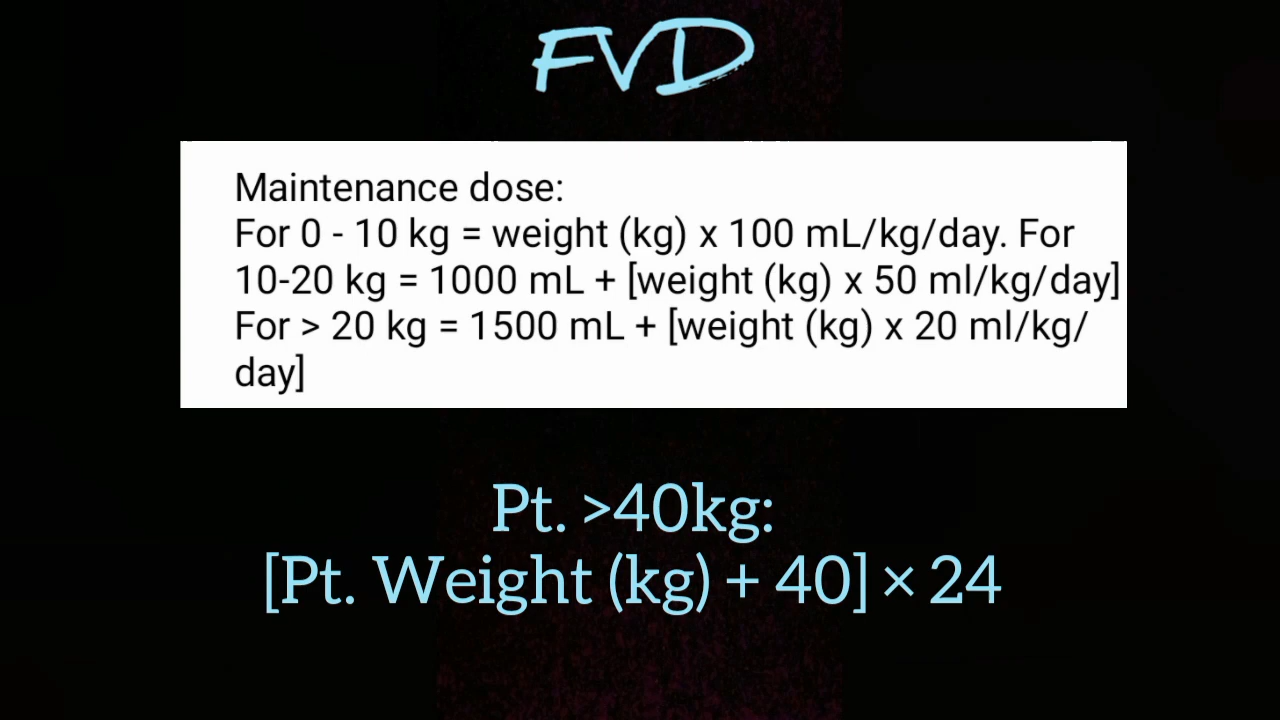 FVD
Maintenance dose:
For 0 - 10 kg = weight (kg) x 100 mL/kg/day. For
10-20 kg = 1000 mL + [weight (kg) x 50 ml/kg/day]
For > 20 kg = 1500 mL + [weight (kg) x 20 ml/kg/
day]
Pt. >40kg:
[Pt. Weight (kg) + 40] × 24